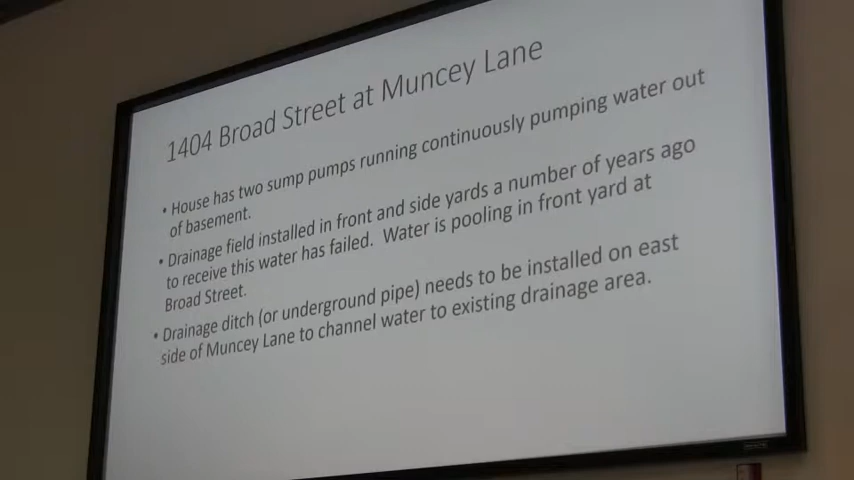 1404 Broad Street at Muncey Lane
• House has two sump pumps running continuously pumping water out
of basement.
• Drainage field installed in front and side yards a number of years ago
to receive this water has failed. Water is pooling in front yard at
Broad Street.
• Drainage ditch (or underground pipe) needs to be installed on east
side of Muncey Lane to channel water to existing drainage area.